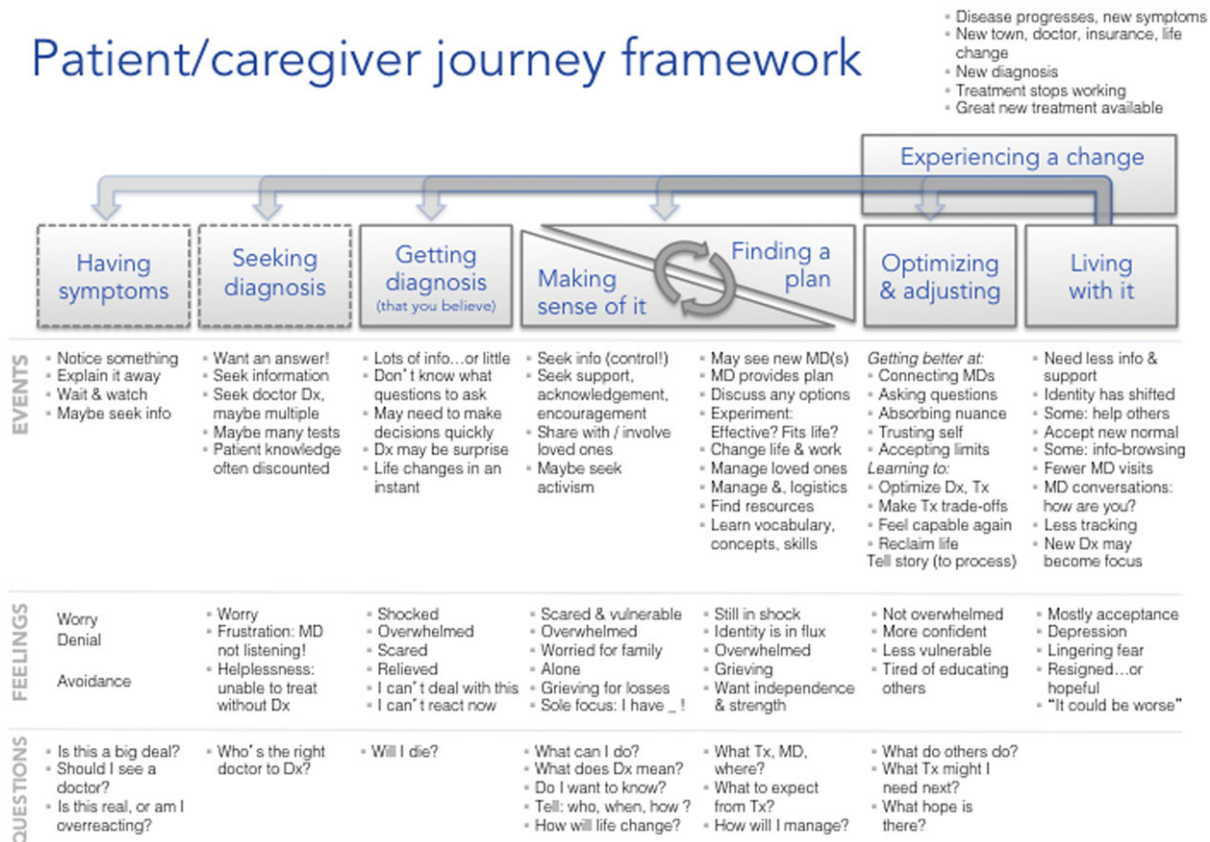 Patient/caregiver journey framework
▪ Disease progresses, new symptoms
▪ New town, doctor, insurance, life
change
▪ New diagnosis
▪ Treatment stops working
▪ Great new treatment available
Experiencing a change
Having
symptoms
Seeking
diagnosis
Getting
diagnosis
(that you believe)
Making
sense of it
Finding a
plan
Optimizing
& adjusting
Living
with it
EVENTS
▪ Notice something
▪ Explain it away
▪ Wait & watch
▪ Maybe seek info
▪ Want an answer!
▪ Seek information
▪ Seek doctor Dx,
maybe multiple
▪ Maybe many tests
▪ Patient knowledge
often discounted
▪ Lots of info…or little
▪ Don't know what
questions to ask
▪ May need to make
decisions quickly
▪ Dx may be surprise
▪ Life changes in an
instant
▪ Seek info (control!)
▪ Seek support,
acknowledgement,
encouragement
▪ Share with / involve
loved ones
▪ Maybe seek
activism
▪ May see new MD(s)
▪ MD provides plan
▪ Discuss any options
▪ Experiment:
Effective? Fits life?
▪ Change life & work
▪ Manage loved ones
▪ Manage &, logistics
▪ Find resources
▪ Learn vocabulary,
concepts, skills
Getting better at:
▪ Connecting MDs
▪ Asking questions
▪ Absorbing nuance
▪ Trusting self
▪ Accepting limits
Learning to:
▪ Optimize Dx, Tx
▪ Make Tx trade-offs
▪ Feel capable again
▪ Reclaim life
Tell story (to process)
▪ Need less info &
support
▪ Identity has shifted
▪ Some: help others
▪ Accept new normal
▪ Some: info-browsing
▪ Fewer MD visits
▪ MD conversations:
how are you?
▪ Less tracking
▪ New Dx may
become focus
FEELINGS
Worry
Denial
Avoidance
▪ Worry
▪ Frustration: MD
not listening!
▪ Helplessness:
unable to treat
without Dx
▪ Shocked
▪ Overwhelmed
▪ Scared
▪ Relieved
▪ I can't deal with this
▪ I can't react now
▪ Scared & vulnerable
▪ Overwhelmed
▪ Worried for family
▪ Alone
▪ Grieving for losses
▪ Sole focus: I have _ !
▪ Still in shock
▪ Identity is in flux
▪ Overwhelmed
▪ Grieving
▪ Want independence
& strength
▪ Not overwhelmed
▪ More confident
▪ Less vulnerable
▪ Tired of educating
others
▪ Mostly acceptance
▪ Depression
▪ Lingering fear
▪ Resigned…or
hopeful
▪ "It could be worse"
QUESTIONS
▪ Is this a big deal?
▪ Should I see a
doctor?
▪ Is this real, or am I
overreacting?
▪ Who's the right
doctor to Dx?
▪ Will I die?
▪ What can I do?
▪ What does Dx mean?
▪ Do I want to know?
▪ Tell: who, when, how ?
▪ How will life change?
▪ What Tx, MD,
where?
▪ What to expect
from Tx?
▪ How will I manage?
▪ What do others do?
▪ What Tx might I
need next?
▪ What hope is
there?